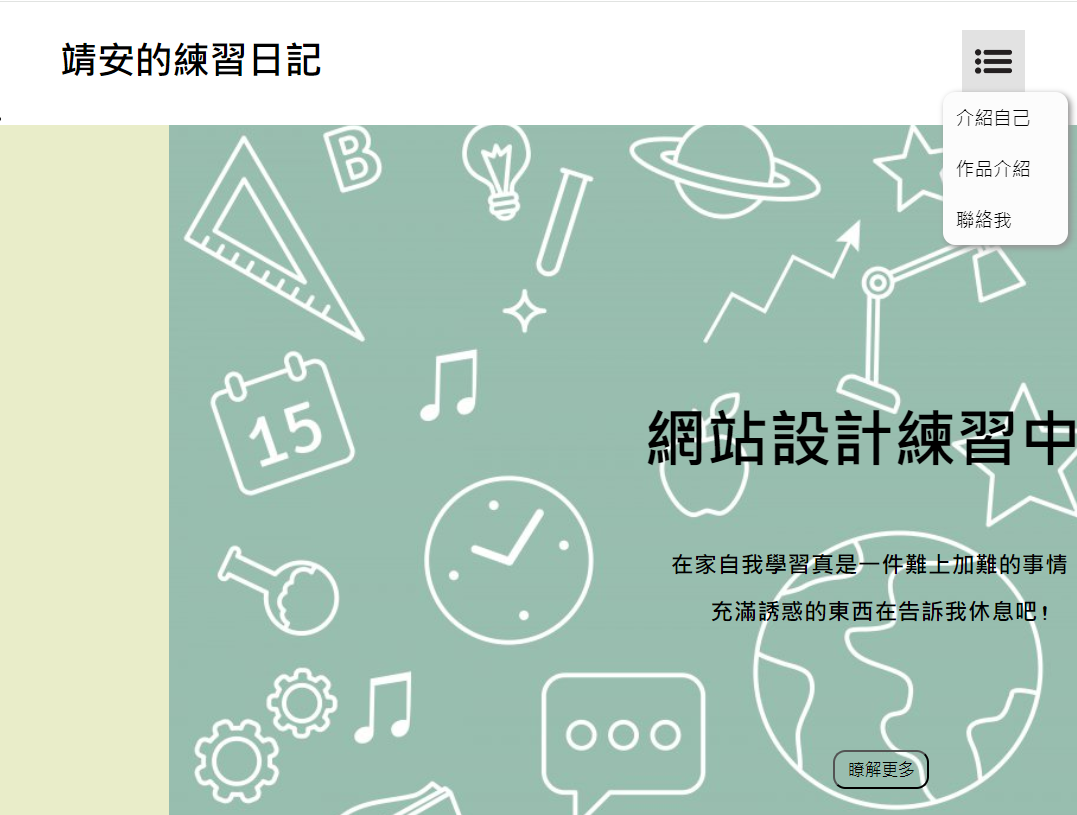 靖安的練習日記
介紹自己
作品介紹
聯絡我
B
15
網站設計練習中
在家自我學習真是一件難上加難的事情
充滿誘惑的東西在告訴我休息吧!
瞭解更多